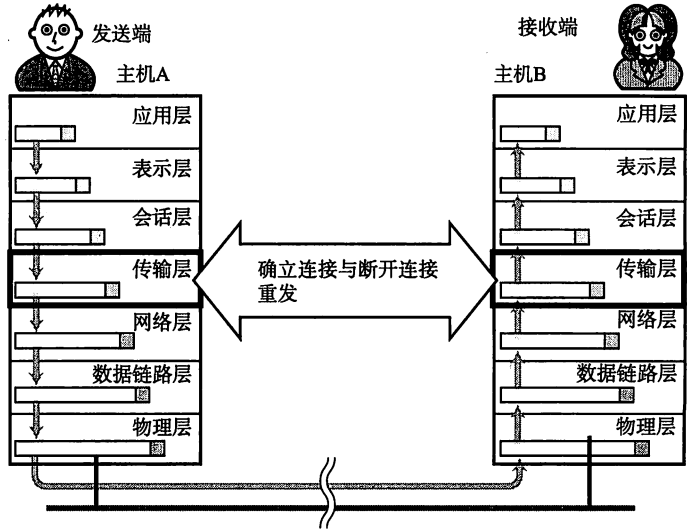 发送端
接收端
主机A
主机B
应用层
应用层
表示层
表示层
会话层
会话层
传输层
确立连接与断开连接
重发
传输层
网络层
网络层
数据链路层
数据链路层
物理层
物理层